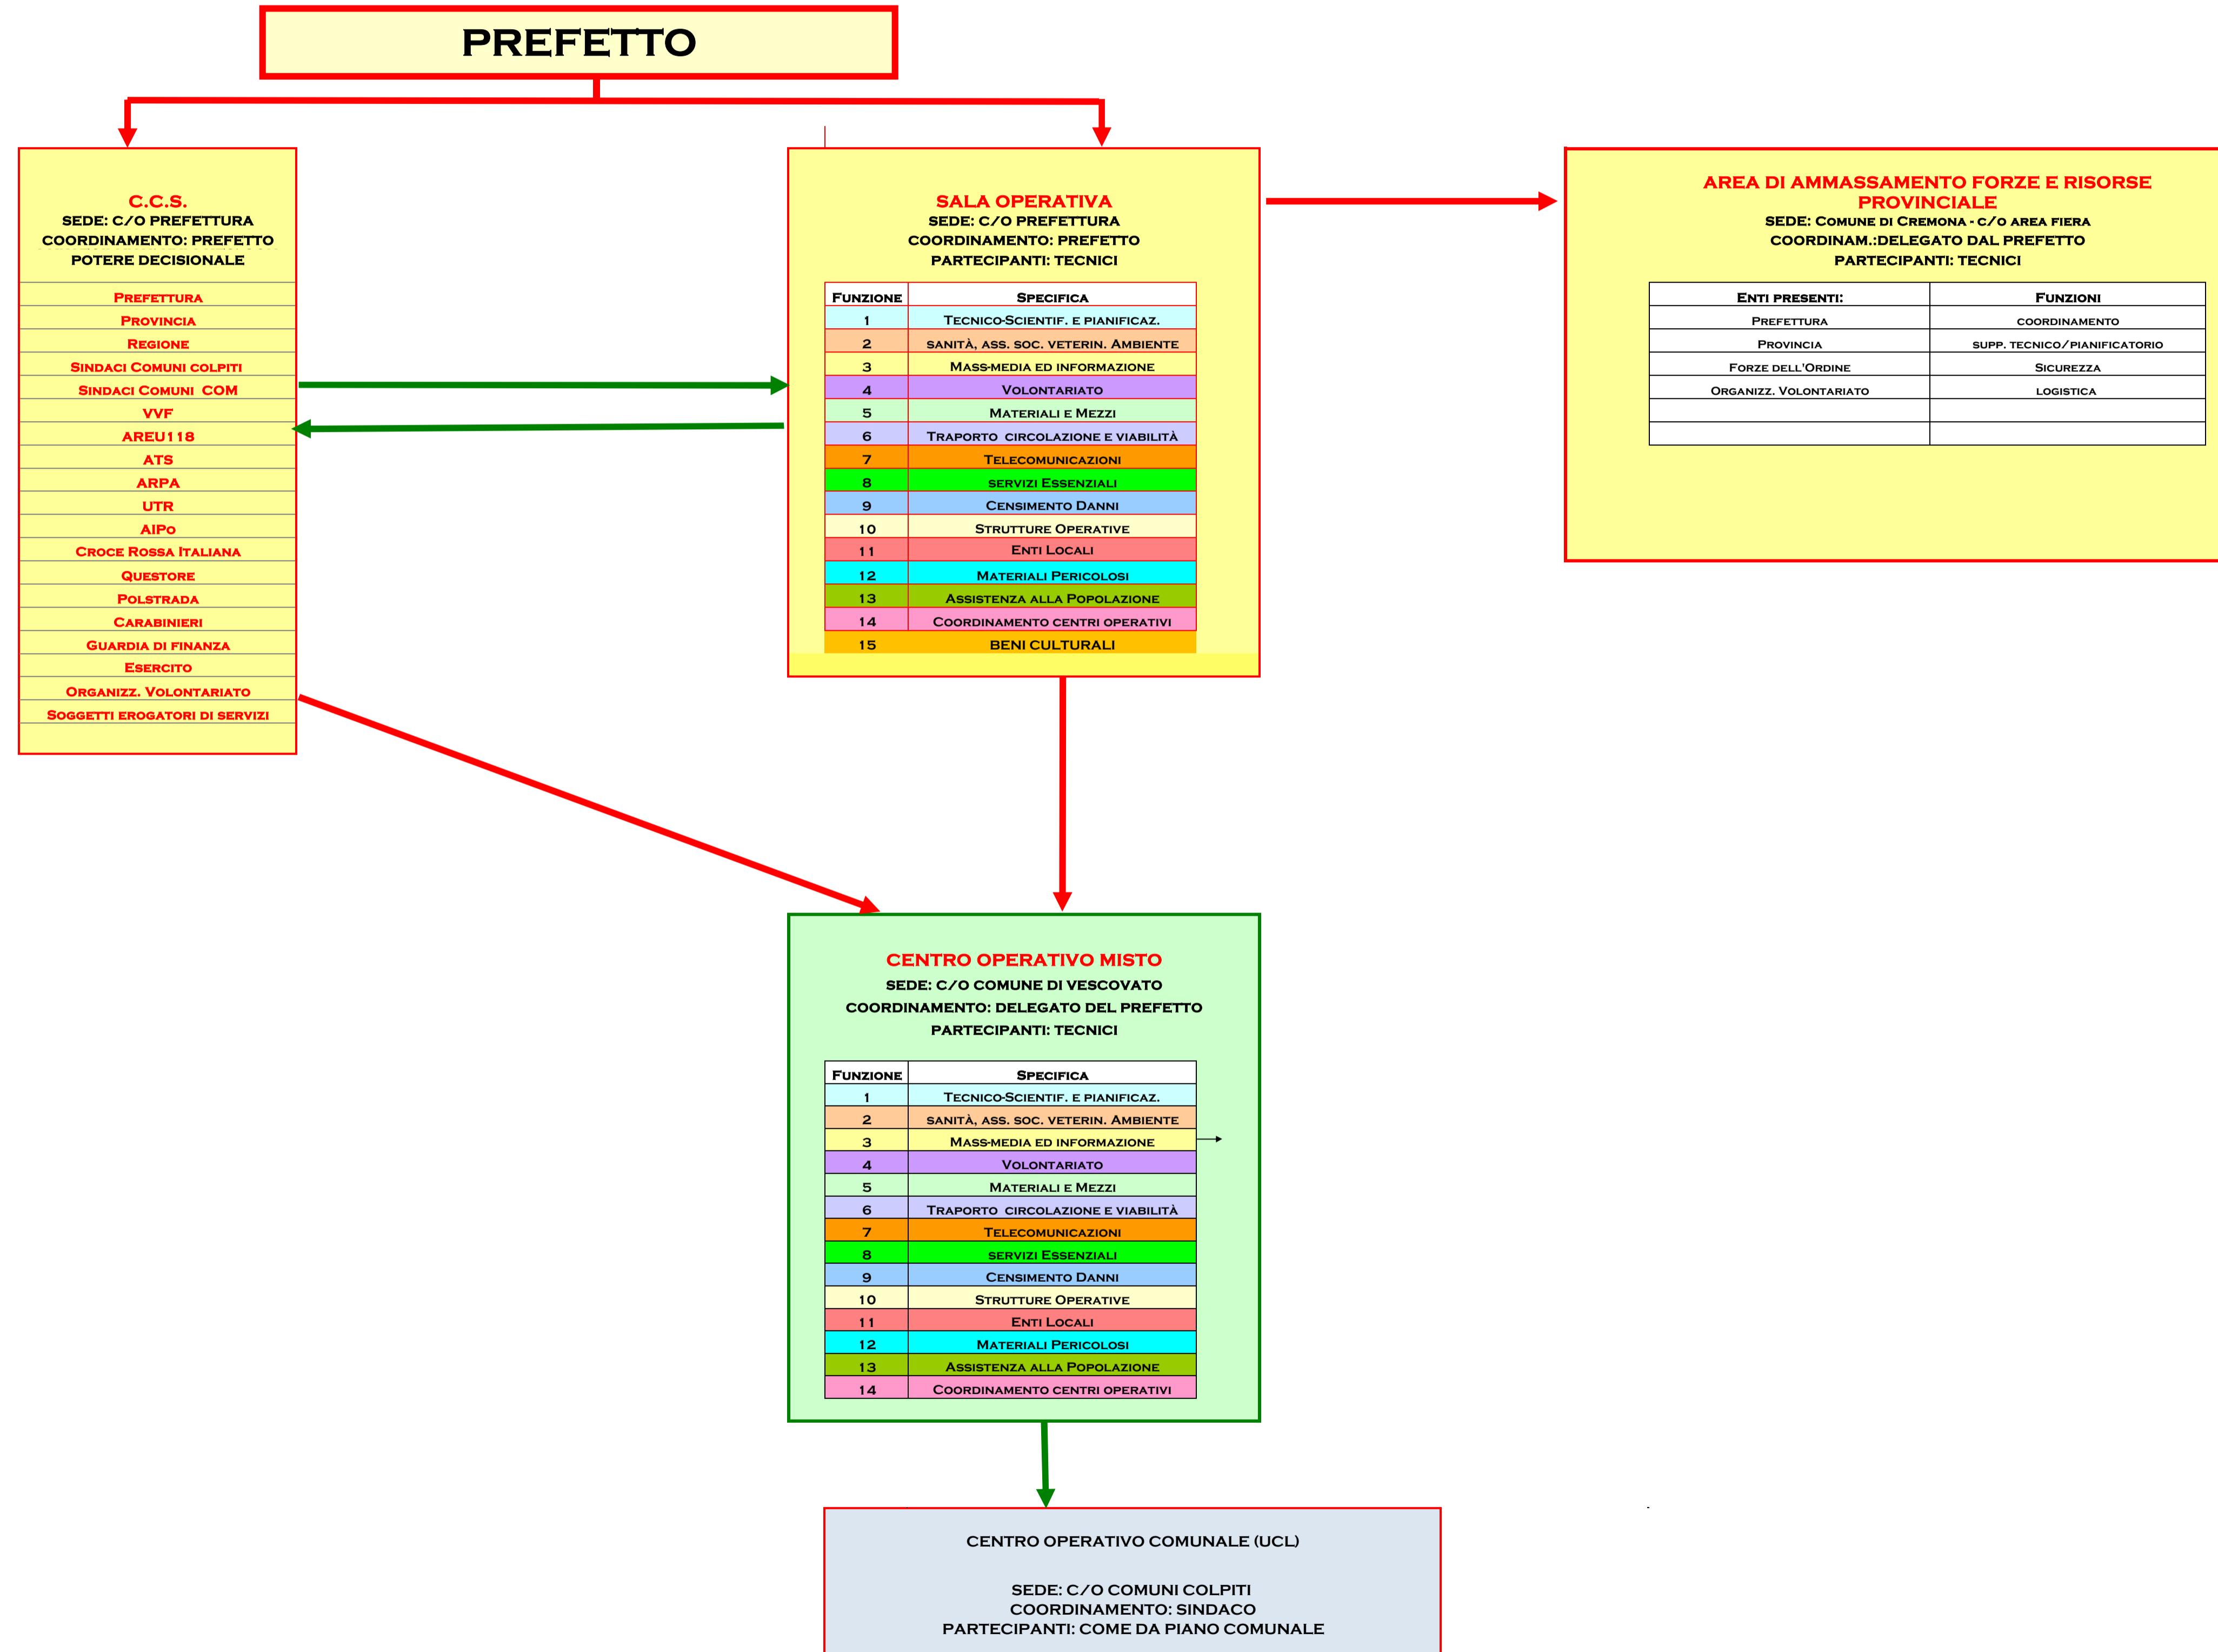 PREFETTO
C.C.S.
SEDE: C/O PREFETTURA
COORDINAMENTO: PREFETTO
POTERE DECISIONALE
PREFETTURA
PROVINCIA
REGIONE
SINDACI COMUNI COLPITI
SINDACI COMUNI COM
VVF
AREU118
ATS
ARPA
UTR
AIPO
CROCE ROSSA ITALIANA
QUESTORE
POLSTRADA
CARABINIERI
GUARDIA DI FINANZA
ESERCITO
ORGANIZZ. VOLONTARIATO
SOGGETTI EROGATORI DI SERVIZI
SALA OPERATIVA
SEDE: C/O PREFETTURA
COORDINAMENTO: PREFETTO
PARTECIPANTI: TECNICI
FUNZIONE SPECIFICA
1 TECNICO-SCIENTIF. E PIANIFICAZ.
2 SANITÀ, ASS. SOC. VETERIN. AMBIENTE
3 MASS-MEDIA ED INFORMAZIONE
4 VOLONTARIATO
5 MATERIALI E MEZZI
6 TRAPORTO CIRCOLAZIONE E VIABILITÀ
7 TELECOMUNICAZIONI
8 SERVIZI ESSENZIALI
9 CENSIMENTO DANNI
10 STRUTTURE OPERATIVE
11 ENTI LOCALI
12 MATERIALI PERICOLOSI
13 ASSISTENZA ALLA POPOLAZIONE
14 COORDINAMENTO CENTRI OPERATIVI
15 BENI CULTURALI
AREA DI AMMASSAMENTO FORZE E RISORSE
PROVINCIALE
SEDE: COMUNE DI CREMONA - C/O AREA FIERA
COORDINAM.:DELEGATO DAL PREFETTO
PARTECIPANTI: TECNICI
ENTI PRESENTI: FUNZIONI
PREFETTURA COORDINAMENTO
PROVINCIA SUPP. TECNICO/PIANIFICATORIO
FORZE DELL'ORDINE SICUREZZA
ORGANIZZ. VOLONTARIATO LOGISTICA
CENTRO OPERATIVO MISTO
SEDE: C/O COMUNE DI VESCOVATO
COORDINAMENTO: DELEGATO DEL PREFETTO
PARTECIPANTI: TECNICI
FUNZIONE SPECIFICA
1 TECNICO-SCIENTIF. E PIANIFICAZ.
2 SANITÀ, ASS. SOC. VETERIN. AMBIENTE
3 MASS-MEDIA ED INFORMAZIONE
4 VOLONTARIATO
5 MATERIALI E MEZZI
6 TRAPORTO CIRCOLAZIONE E VIABILITÀ
7 TELECOMUNICAZIONI
8 SERVIZI ESSENZIALI
9 CENSIMENTO DANNI
10 STRUTTURE OPERATIVE
11 ENTI LOCALI
12 MATERIALI PERICOLOSI
13 ASSISTENZA ALLA POPOLAZIONE
14 COORDINAMENTO CENTRI OPERATIVI
CENTRO OPERATIVO COMUNALE (UCL)
SEDE: C/O COMUNI COLPITI
COORDINAMENTO: SINDACO
PARTECIPANTI: COME DA PIANO COMUNALE